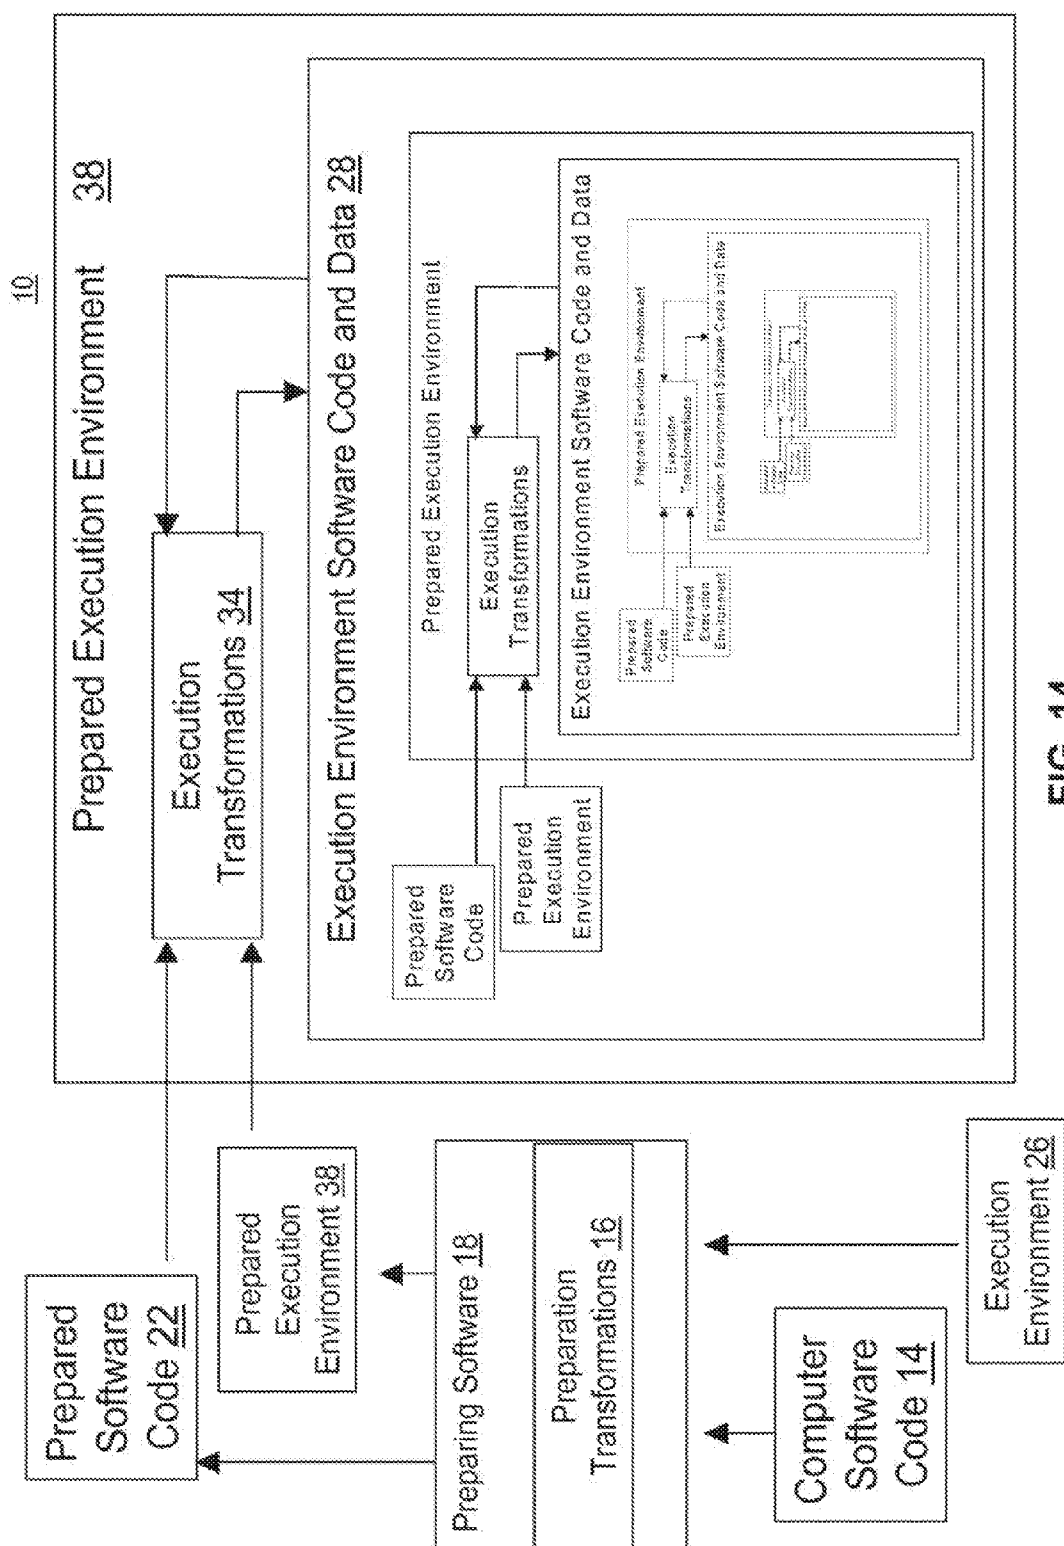 10
Prepared Software Code 22
Prepared
Execution
Environment 38
Preparing Software 18
Preparation
Transformations 16
Computer
Software
Code 14
Execution
Environment 26
Prepared Execution Environment 38
Execution
Transformations 34
Execution Environment Software Code and Data 28
Prepared
Software
Code
Prepared
Execution
Environment
Prepared Execution Environment
Execution
Transformations
Execution Environment Software Code and Data
Prepared
Software
Code
Prepared
Execution
Environment
Prepared Execution Environment
Execution
Transformations
Execution Environment Software Code and Data
FIG. 14